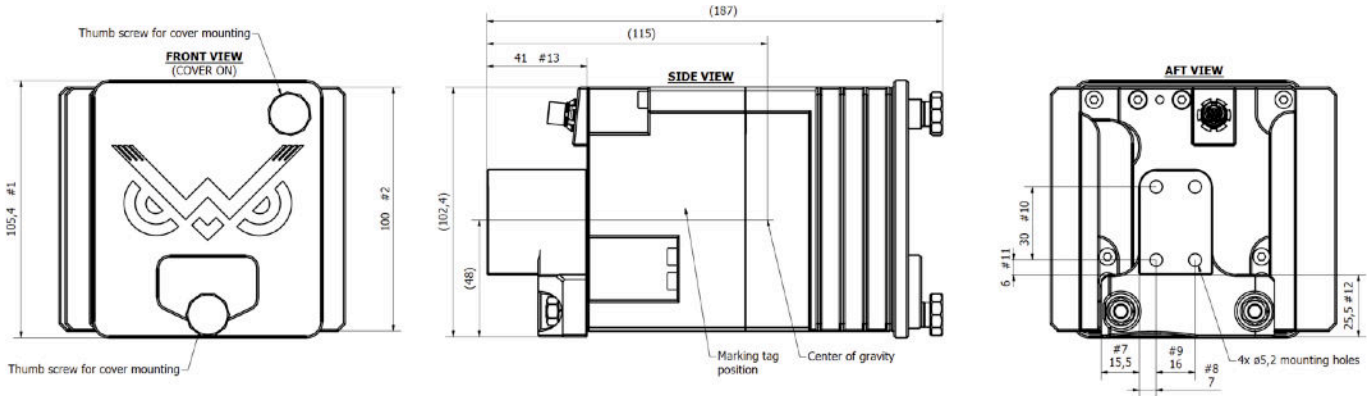 Thumb screw for cover mounting
FRONT VIEW
(COVER ON)
105,4 #1
100 #2
Thumb screw for cover mounting
(187)
(115)
41 #13
SIDE VIEW
(102,4)
(48)
Marking tag
position
Center of gravity
AFT VIEW
30 #10
6 #11
25,5 #12
#7
15,5
#9
16
#8
7
4x ø5,2 mounting holes